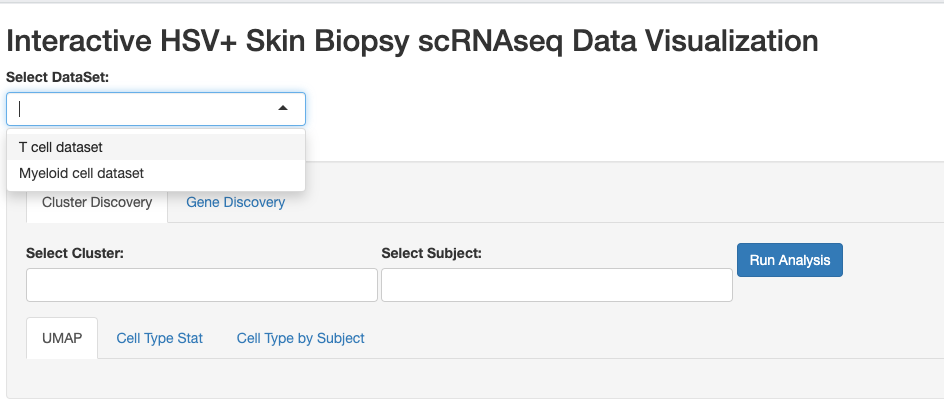 Interactive HSV+ Skin Biopsy scRNAseq Data Visualization
Select DataSet:
T cell dataset
Myeloid cell dataset
Cluster Discovery Gene Discovery
Select Cluster: Select Subject: Run Analysis
UMAP Cell Type Stat Cell Type by Subject